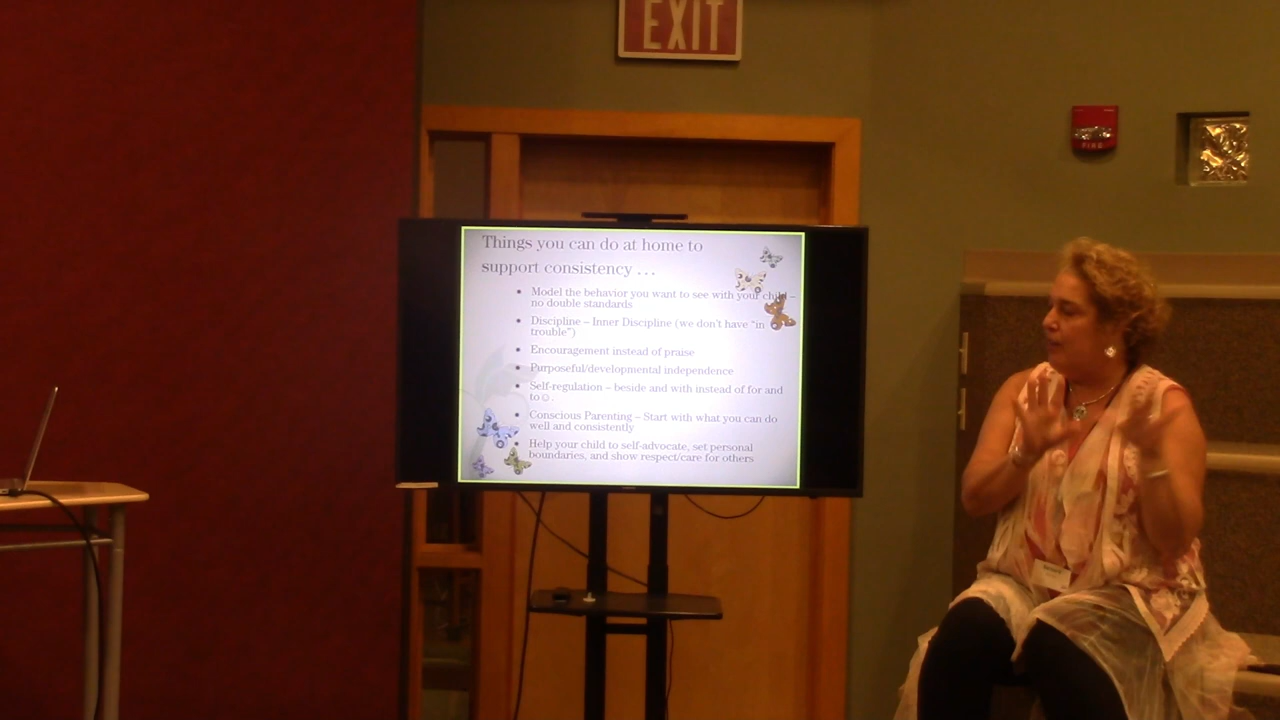 EXIT
FIRE
Things you can do at home to
support consistency . . .
• Model the behavior you want to see with your child –
no double standards
• Discipline – Inner Discipline (we don't have "in
trouble")
• Encouragement instead of praise
• Purposeful/developmental independence
• Self-regulation – beside and with instead of for and
to☺.
• Conscious Parenting – Start with what you can do
well and consistently
• Help your child to self-advocate, set personal
boundaries, and show respect/care for others